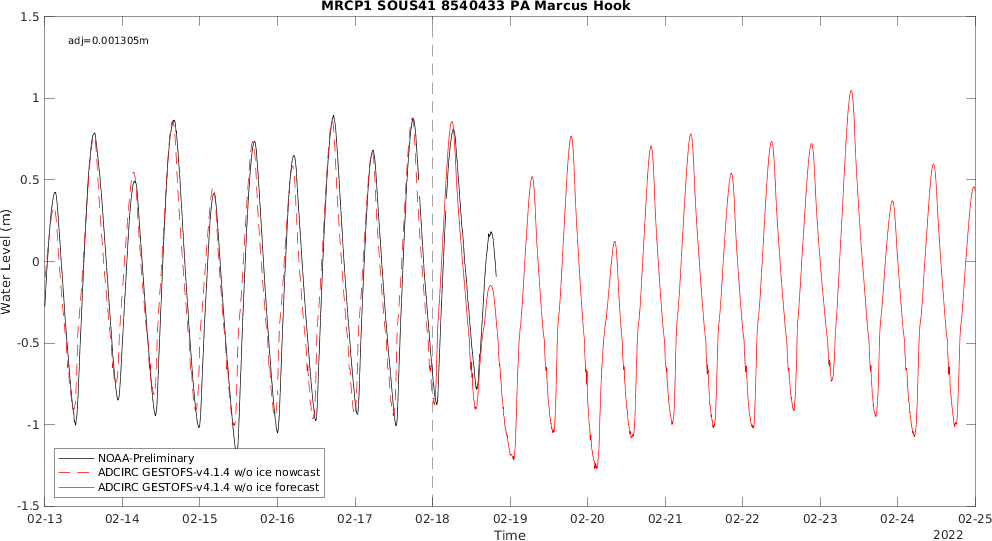 MRCP1 SOUS41 8540433 PA Marcus Hook
adj=0.001305m
Water Level (m)
1.5
1
0.5
0
-0.5
-1
-1.5
NOAA-Preliminary
ADCIRC GESTOFS-v4.1.4 w/o ice nowcast
ADCIRC GESTOFS-v4.1.4 w/o ice forecast
02-13 02-14 02-15 02-16 02-17 02-18 02-19 02-20 02-21 02-22 02-23 02-24 02-25
Time
2022